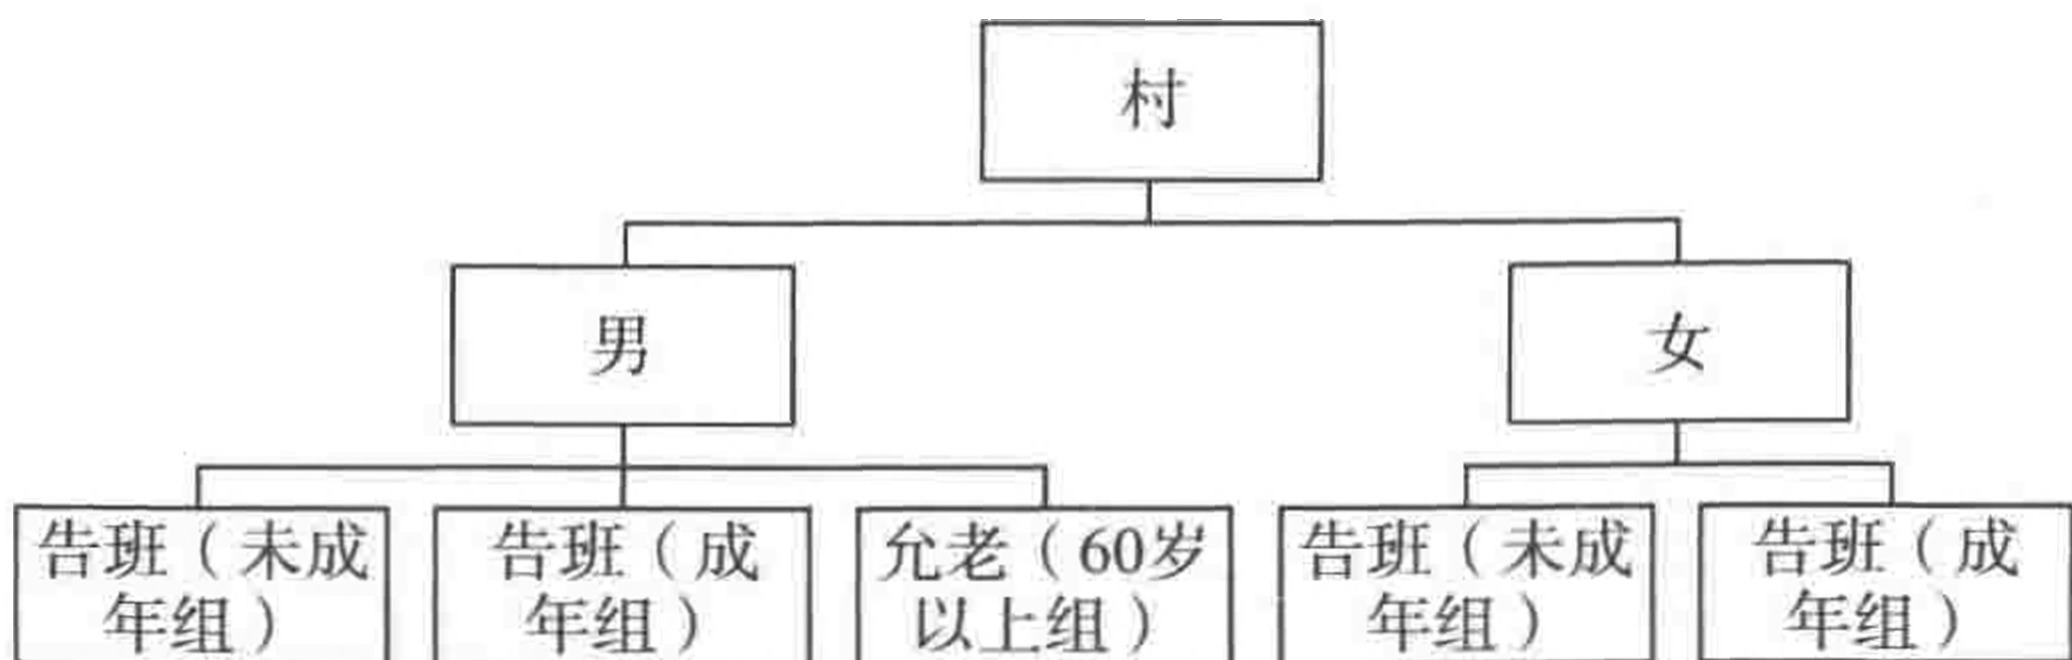 村
男
女
告班（未成
年组）
告班（成
年组）
允老（60岁
以上组）
告班（未成
年组）
告班（成
年组）